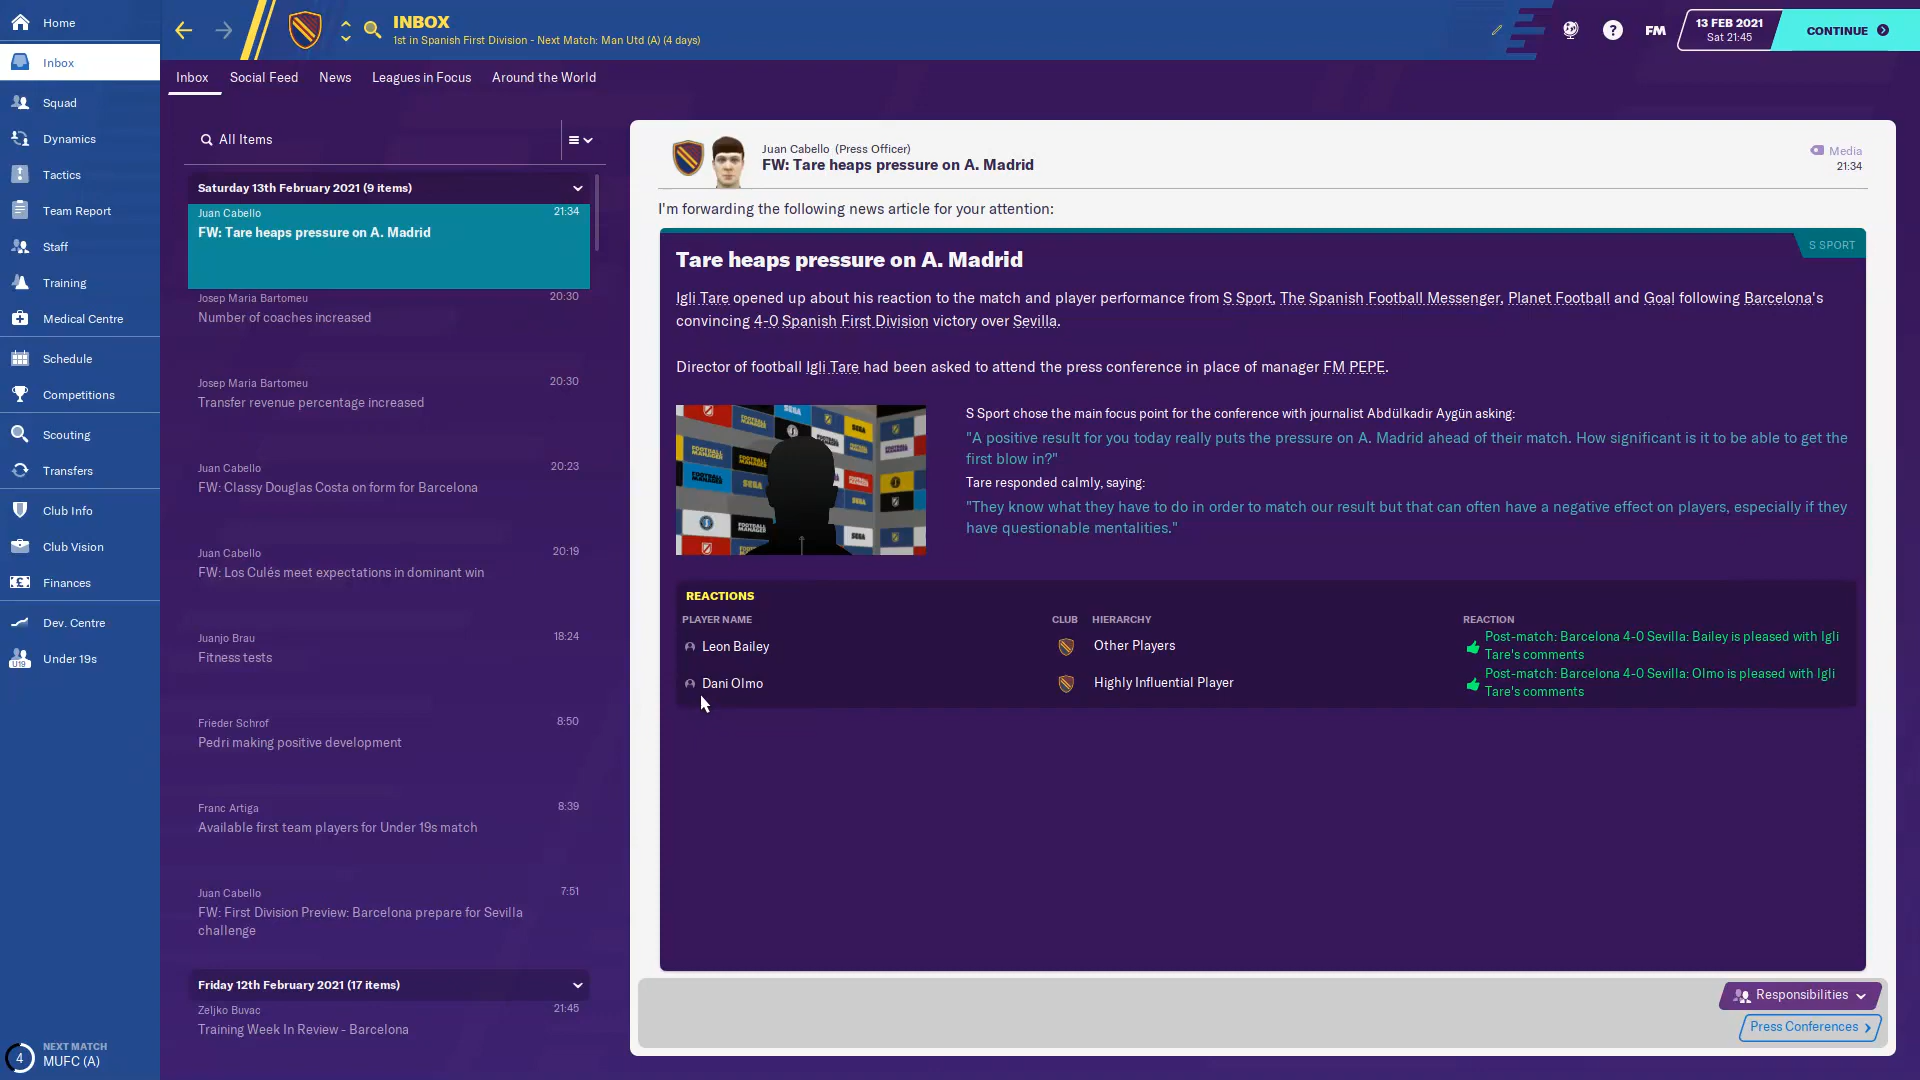 Home
Inbox
Squad
Dynamics
Tactics
Team Report
Staff
Training
Medical Centre
Schedule
Competitions
Scouting
Transfers
Club Info
Club Vision
Finances
Dev. Centre
U19
Under 19s
4
NEXT MATCH
MUFC (A)
INBOX
1st in Spanish First Division - Next Match: Man Utd (A) (4 days)
?
FM
13 FEB 2021
Sat 21:45
CONTINUE
Inbox
Social Feed
News
Leagues in Focus
Around the World
All Items
Saturday 13th February 2021 (9 items)
Juan Cabello 21:34
FW: Tare heaps pressure on A. Madrid
Josep Maria Bartomeu 20:30
Number of coaches increased
Josep Maria Bartomeu 20:30
Transfer revenue percentage increased
Juan Cabello 20:23
FW: Classy Douglas Costa on form for Barcelona
Juan Cabello 20:19
FW: Los Culés meet expectations in dominant win
Juanjo Brau 18:24
Fitness tests
Frieder Schrof 8:50
Pedri making positive development
Franc Artiga 8:39
Available first team players for Under 19s match
Juan Cabello 7:51
FW: First Division Preview: Barcelona prepare for Sevilla
challenge
Friday 12th February 2021 (17 items)
Zeljko Buvac 21:45
Training Week In Review - Barcelona
Juan Cabello (Press Officer)
FW: Tare heaps pressure on A. Madrid
Media
21:34
I'm forwarding the following news article for your attention:
S SPORT
Tare heaps pressure on A. Madrid
Igli Tare opened up about his reaction to the match and player performance from S Sport, The Spanish Football Messenger, Planet Football and Goal following Barcelona's
convincing 4-0 Spanish First Division victory over Sevilla.
Director of football Igli Tare had been asked to attend the press conference in place of manager FM PEPE.
S Sport chose the main focus point for the conference with journalist Abdülkadir Aygün asking:
"A positive result for you today really puts the pressure on A. Madrid ahead of their match. How significant is it to be able to get the
first blow in?"
Tare responded calmly, saying:
"They know what they have to do in order to match our result but that can often have a negative effect on players, especially if they
have questionable mentalities."
REACTIONS
PLAYER NAME CLUB HIERARCHY REACTION
Leon Bailey Other Players Post-match: Barcelona 4-0 Sevilla: Bailey is pleased with Igli
Tare's comments
Dani Olmo Highly Influential Player Post-match: Barcelona 4-0 Sevilla: Olmo is pleased with Igli
Tare's comments
Responsibilities
Press Conferences